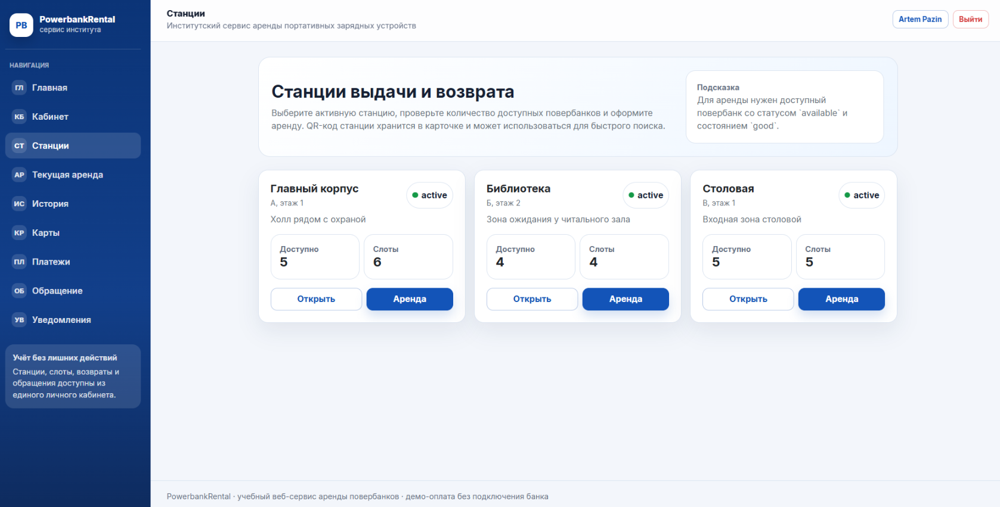 PB
PowerbankRental
сервис института
НАВИГАЦИЯ
ГЛ Главная
КБ Кабинет
СТ Станции
АР Текущая аренда
ИС История
КР Карты
ПЛ Платежи
ОБ Обращение
УВ Уведомления
Учёт без лишних действий
Станции, слоты, возвраты и
обращения доступны из
единого личного кабинета.
Станции
Институтский сервис аренды портативных зарядных устройств
Artem Pazin
Выйти
Станции выдачи и возврата
Выберите активную станцию, проверьте количество доступных повербанков и оформите
аренду. QR-код станции хранится в карточке и может использоваться для быстрого поиска.
Подсказка
Для аренды нужен доступный
повербанк со статусом `available` и
состоянием `good`.
Главный корпус
active
А, этаж 1
Холл рядом с охраной
Доступно
5
Слоты
6
Открыть
Аренда
Библиотека
active
Б, этаж 2
Зона ожидания у читального зала
Доступно
4
Слоты
4
Открыть
Аренда
Столовая
active
В, этаж 1
Входная зона столовой
Доступно
5
Слоты
5
Открыть
Аренда
PowerbankRental · учебный веб-сервис аренды повербанков · демо-оплата без подключения банка